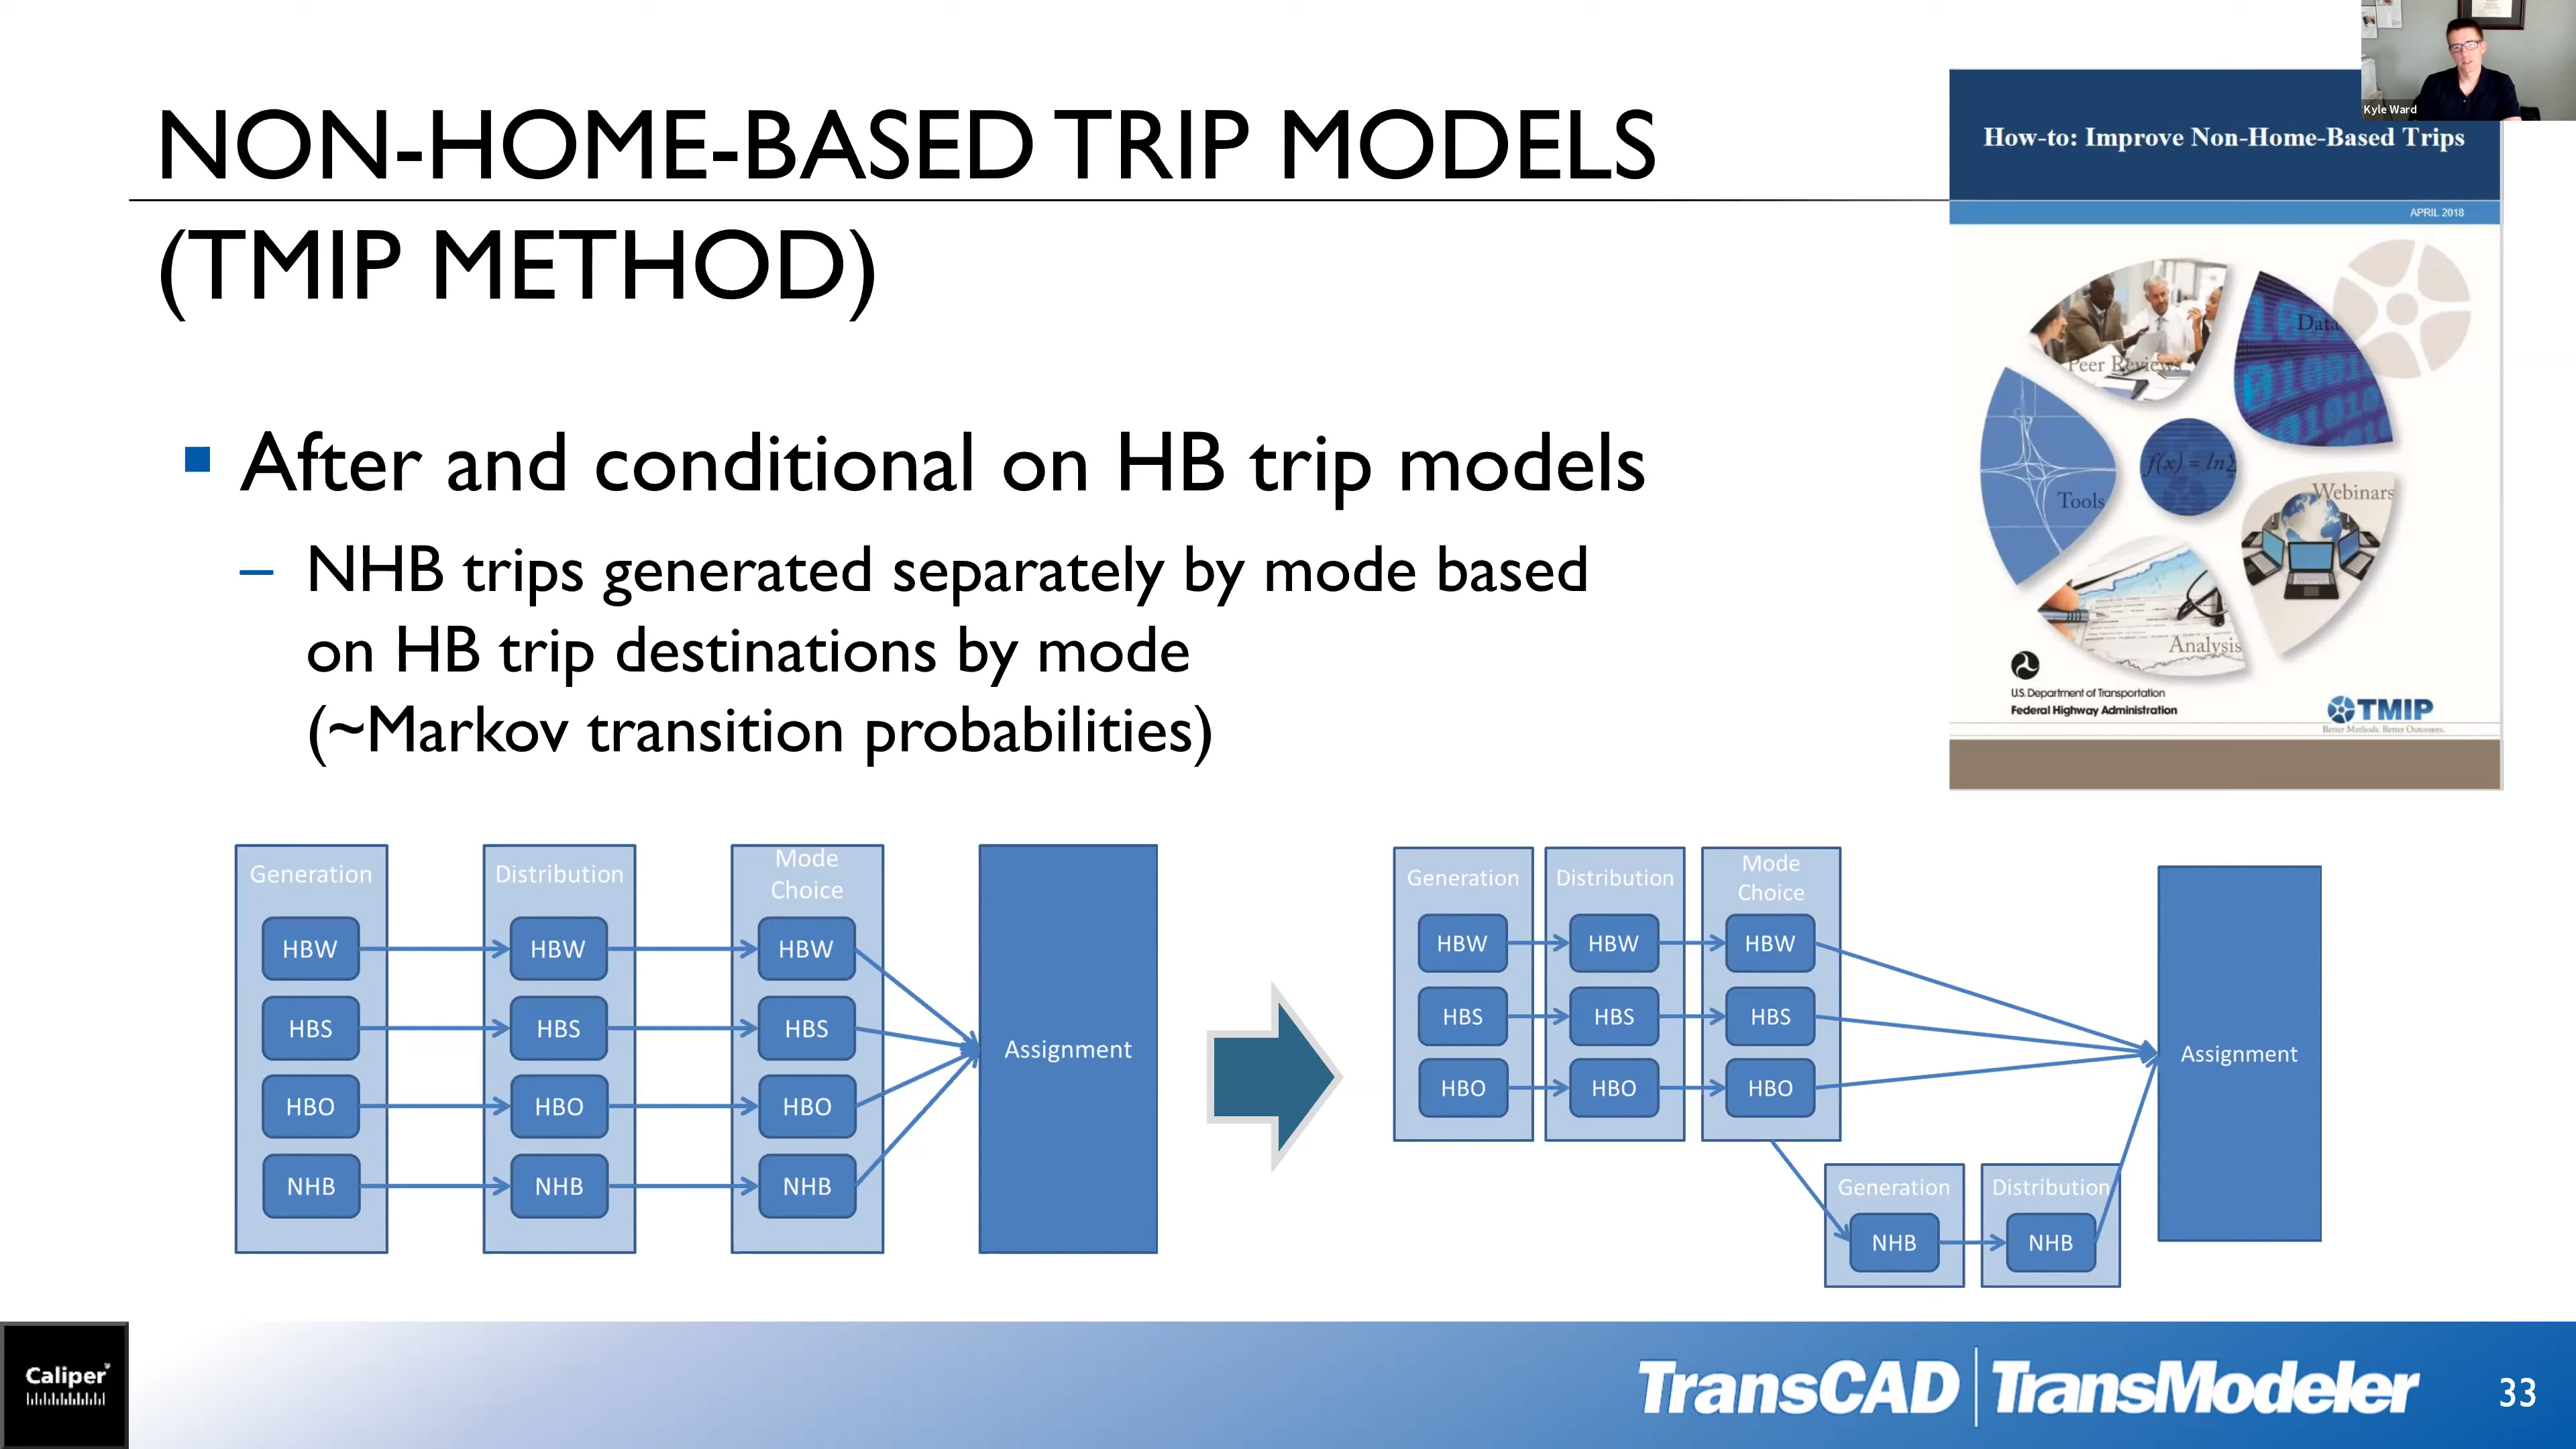 Kyle Ward
NON-HOME-BASED TRIP MODELS
(TMIP METHOD)
How-to: Improve Non-Home-Based Trips
APRIL 2018
Peer Reviews
Data
Tools
f(x) = ln
Webinars
Analysis
U.S. Department of Transportation
Federal Highway Administration
TMIP
Better Methods. Better Outcomes.
▪ After and conditional on HB trip models
– NHB trips generated separately by mode based
on HB trip destinations by mode
(~Markov transition probabilities)
Generation
HBW
HBS
HBO
NHB
Distribution
HBW
HBS
HBO
NHB
Mode
Choice
HBW
HBS
HBO
NHB
Assignment
Generation
HBW
HBS
HBO
Distribution
HBW
HBS
HBO
Mode
Choice
HBW
HBS
HBO
Generation
NHB
Distribution
NHB
Assignment
Caliper
TransCAD | TransModeler
33